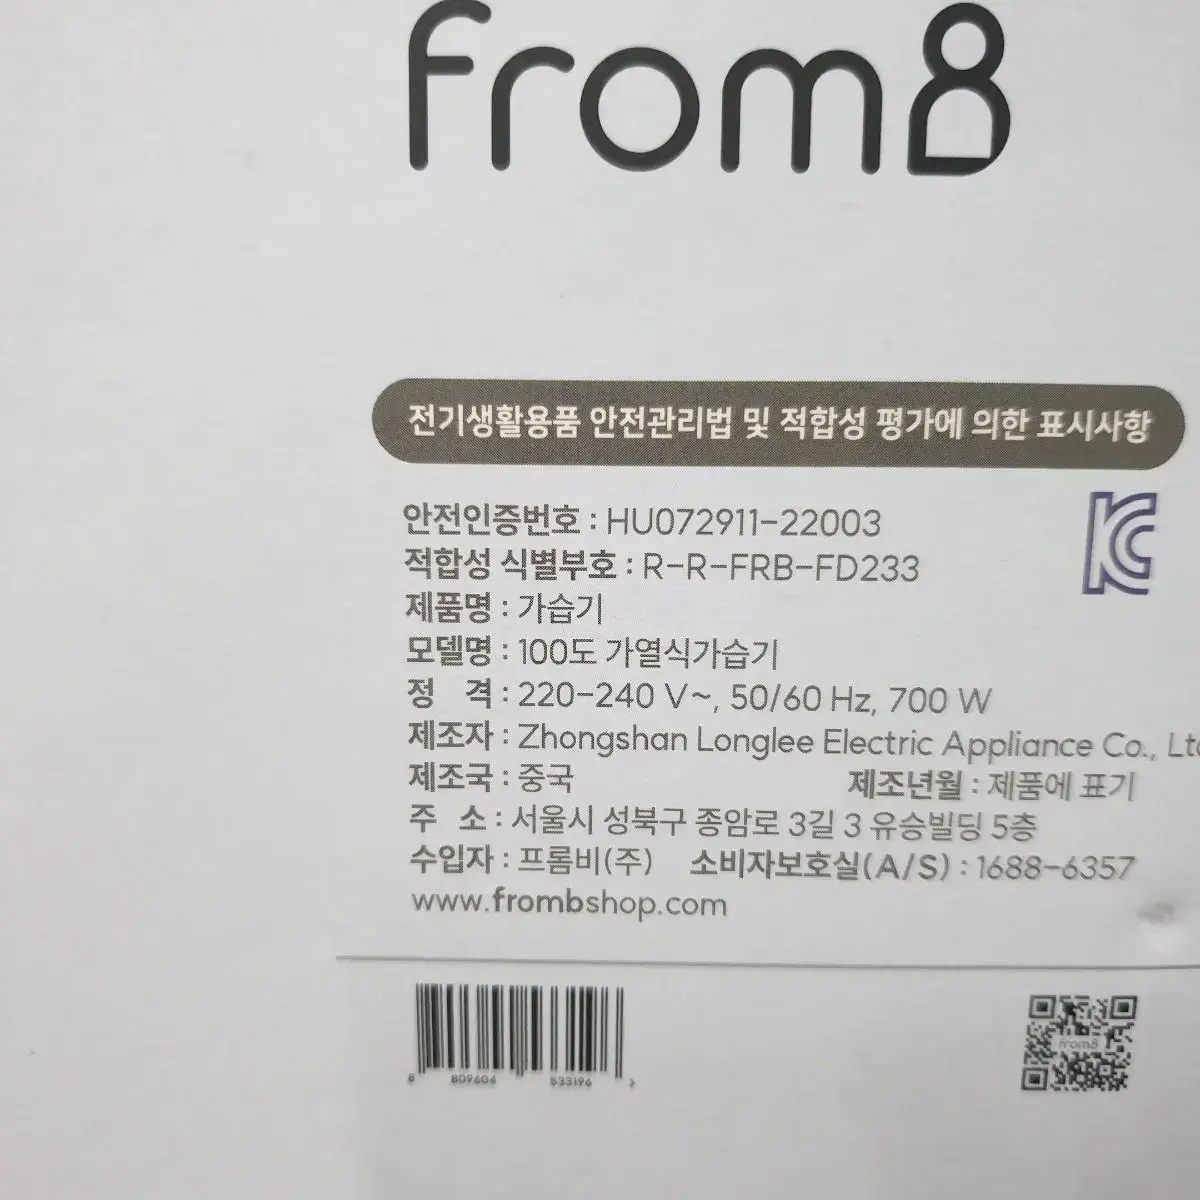 from8
전기생활용품 안전관리법 및 적합성 평가에 의한 표시사항
안전인증번호 : HU072911-22003
적합성 식별부호 : R-R-FRB-FD233
제품명 : 가습기
모델명 : 100도 가열식가습기
정 격 : 220-240 V~, 50/60 Hz, 700 W
제조자 : Zhongshan Longlee Electric Appliance Co., Ltd
제조국 : 중국 제조년월 : 제품에 표기
주 소 : 서울시 성북구 종암로 3길 3 유승빌딩 5층
수입자 : 프롬비(주) 소비자보호실(A/S) : 1688-6357
www.frombshop.com
8 809604 533196 >
from8